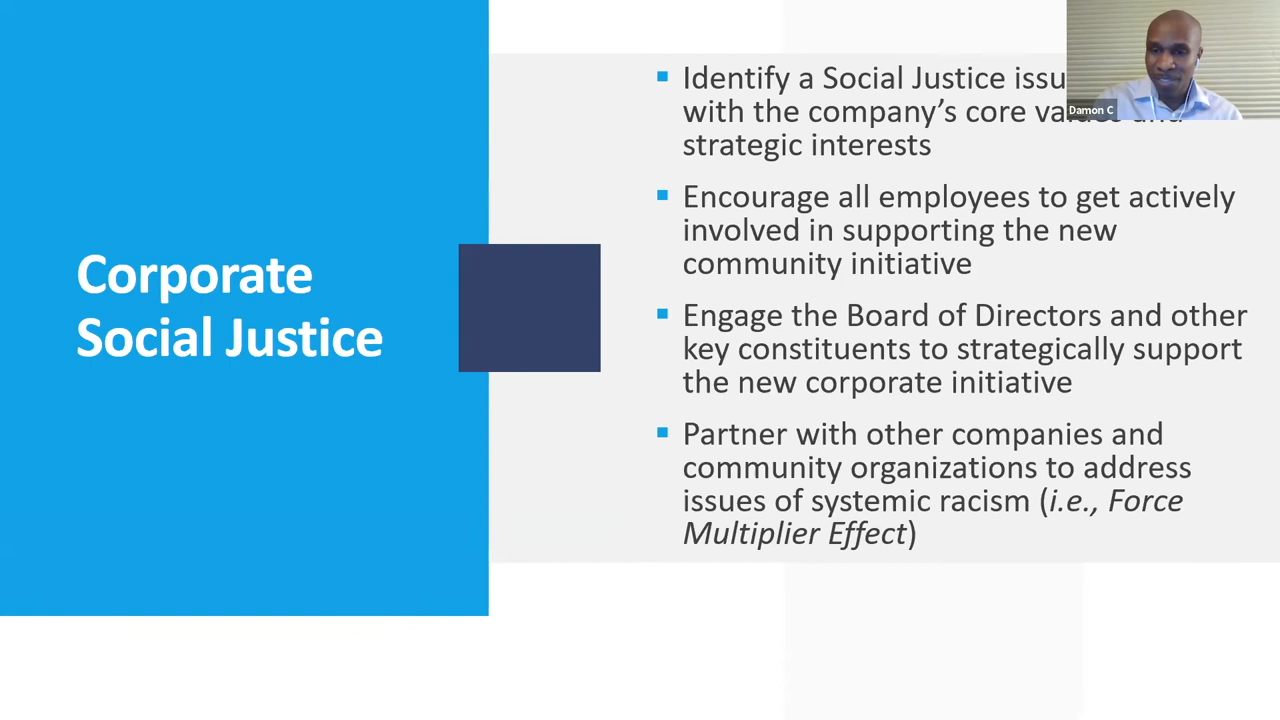 Corporate
Social Justice
Identify a Social Justice
with the company's core
strategic interests
Encourage all employees to get actively
involved in supporting the new
community initiative
Engage the Board of Directors and other
key constituents to strategically support
the new corporate initiative
Partner with other companies and
community organizations to address
issues of systemic racism (i.e., Force
Multiplier Effect)
Damon C